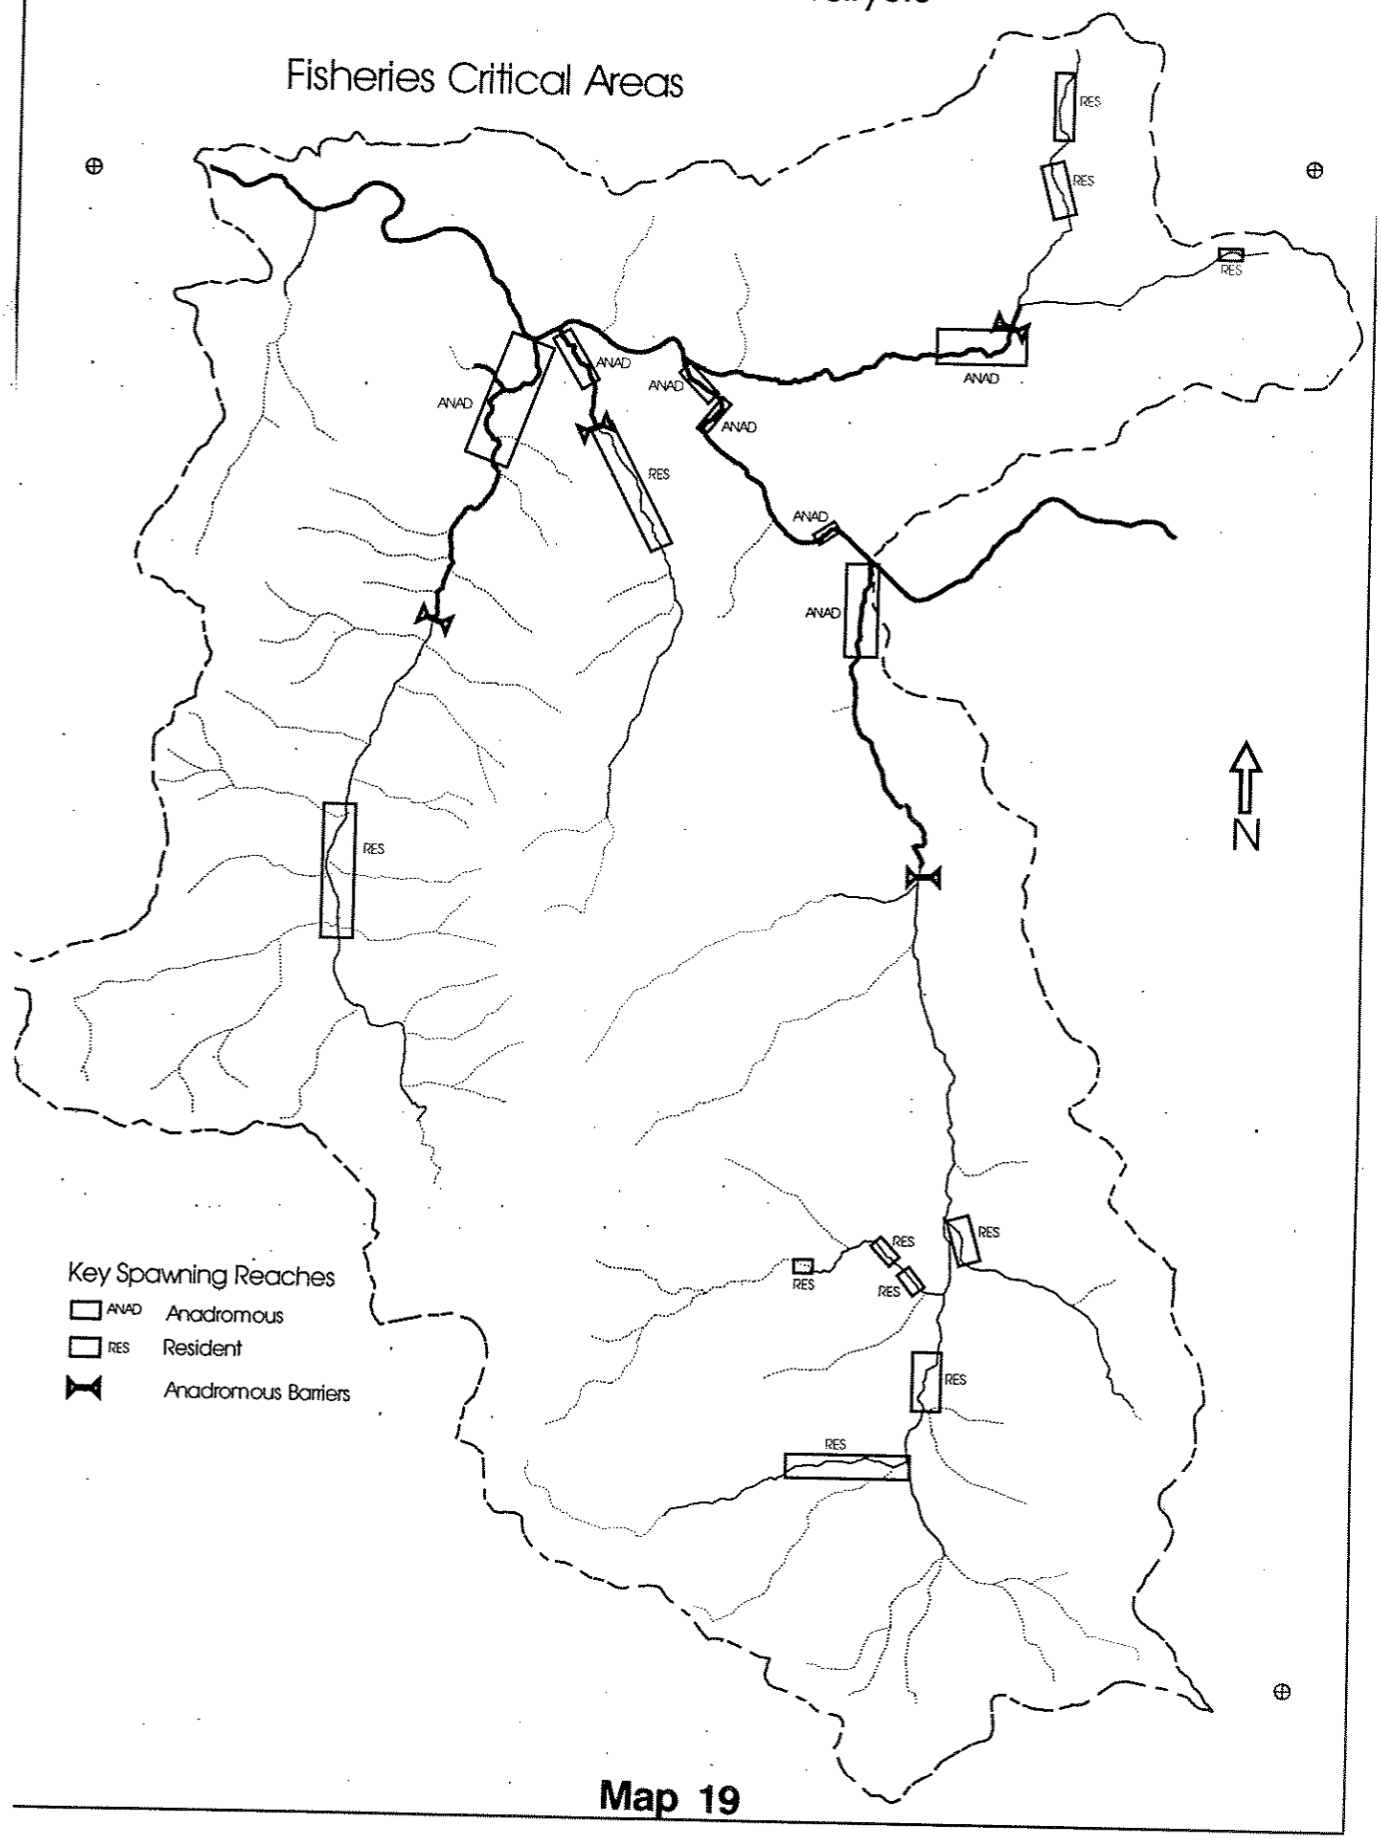 Fisheries Critical Areas
RES
RES
RES
ANAD
ANAD
ANAD
ANAD
ANAD
RES
ANAD
ANAD
N
RES
RES
RES
RES
RES
RES
RES
Key Spawning Reaches
ANAD Anadromous
RES Resident
Anadromous Barriers
Map 19